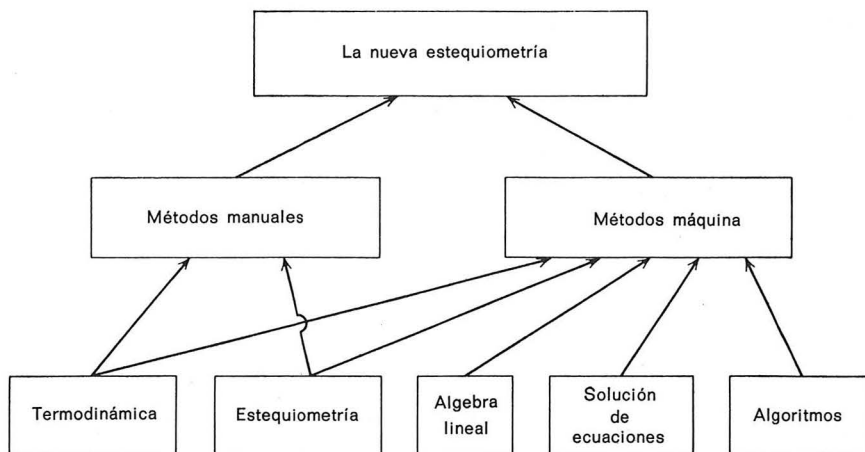 La nueva estequiometría
Métodos manuales
Métodos máquina
Termodinámica
Estequiometría
Algebra
lineal
Solución
de
ecuaciones
Algoritmos